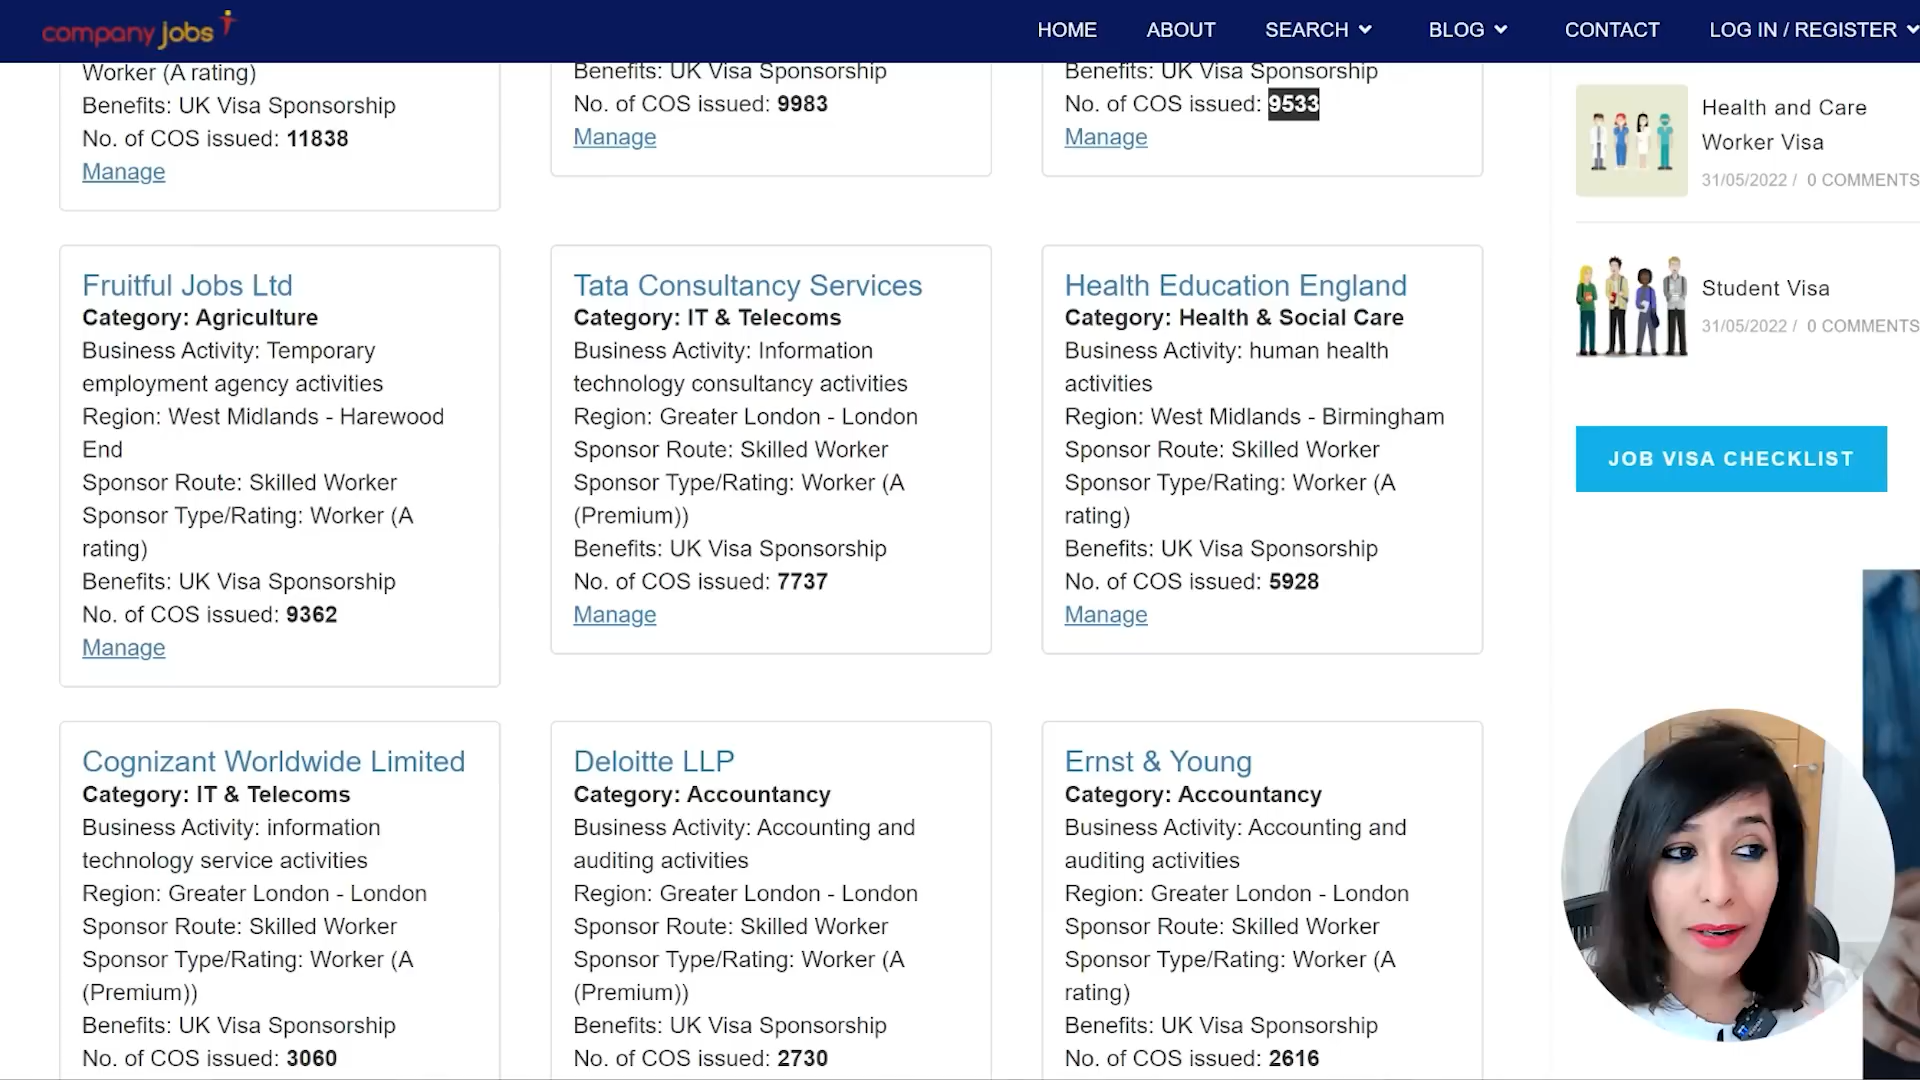 company jobs
HOME
ABOUT
SEARCH
BLOG
CONTACT
LOG IN / REGISTER
Worker (A rating)
Benefits: UK Visa Sponsorship
No. of COS issued: 11838
Manage
Benefits: UK Visa Sponsorship
No. of COS issued: 9983
Manage
Benefits: UK Visa Sponsorship
No. of COS issued: 9533
Manage
Fruitful Jobs Ltd
Category: Agriculture
Business Activity: Temporary
employment agency activities
Region: West Midlands - Harewood
End
Sponsor Route: Skilled Worker
Sponsor Type/Rating: Worker (A
rating)
Benefits: UK Visa Sponsorship
No. of COS issued: 9362
Manage
Tata Consultancy Services
Category: IT & Telecoms
Business Activity: Information
technology consultancy activities
Region: Greater London - London
Sponsor Route: Skilled Worker
Sponsor Type/Rating: Worker (A
(Premium))
Benefits: UK Visa Sponsorship
No. of COS issued: 7737
Manage
Health Education England
Category: Health & Social Care
Business Activity: human health
activities
Region: West Midlands - Birmingham
Sponsor Route: Skilled Worker
Sponsor Type/Rating: Worker (A
rating)
Benefits: UK Visa Sponsorship
No. of COS issued: 5928
Manage
Cognizant Worldwide Limited
Category: IT & Telecoms
Business Activity: information
technology service activities
Region: Greater London - London
Sponsor Route: Skilled Worker
Sponsor Type/Rating: Worker (A
(Premium))
Benefits: UK Visa Sponsorship
No. of COS issued: 3060
Deloitte LLP
Category: Accountancy
Business Activity: Accounting and
auditing activities
Region: Greater London - London
Sponsor Route: Skilled Worker
Sponsor Type/Rating: Worker (A
(Premium))
Benefits: UK Visa Sponsorship
No. of COS issued: 2730
Ernst & Young
Category: Accountancy
Business Activity: Accounting and
auditing activities
Region: Greater London - London
Sponsor Route: Skilled Worker
Sponsor Type/Rating: Worker (A
rating)
Benefits: UK Visa Sponsorship
No. of COS issued: 2616
Health and Care
Worker Visa
31/05/2022 / 0 COMMENTS
Student Visa
31/05/2022 / 0 COMMENTS
JOB VISA CHECKLIST